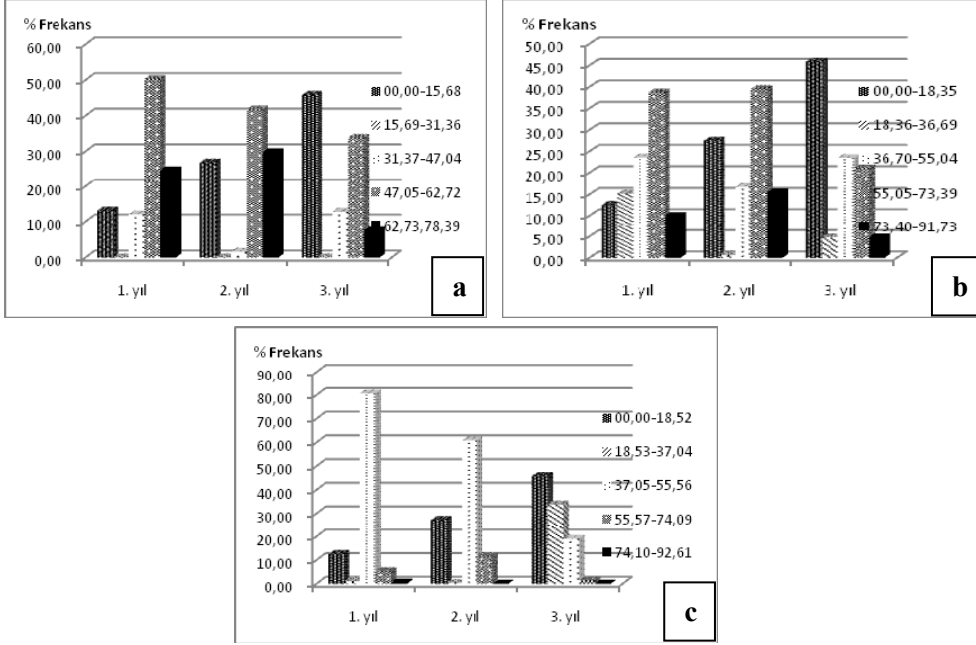 % Frekans
60,00
50,00
40,00
30,00
20,00
10,00
0,00
1. yıl
2. yıl
3. yıl
00,00-15,68
15,69-31,36
31,37-47,04
47,05-62,72
62,73,78,39
a
% Frekans
50,00
45,00
40,00
35,00
30,00
25,00
20,00
15,00
10,00
5,00
0,00
1. yıl
2. yıl
3. yıl
00,00-18,35
18,36-36,69
36,70-55,04
55,05-73,39
73,40-91,73
b
% Frekans
90,00
80,00
70,00
60,00
50,00
40,00
30,00
20,00
10,00
0,00
1. yıl
2. yıl
3. yıl
00,00-18,52
18,53-37,04
37,05-55,56
55,57-74,09
74,10-92,61
c